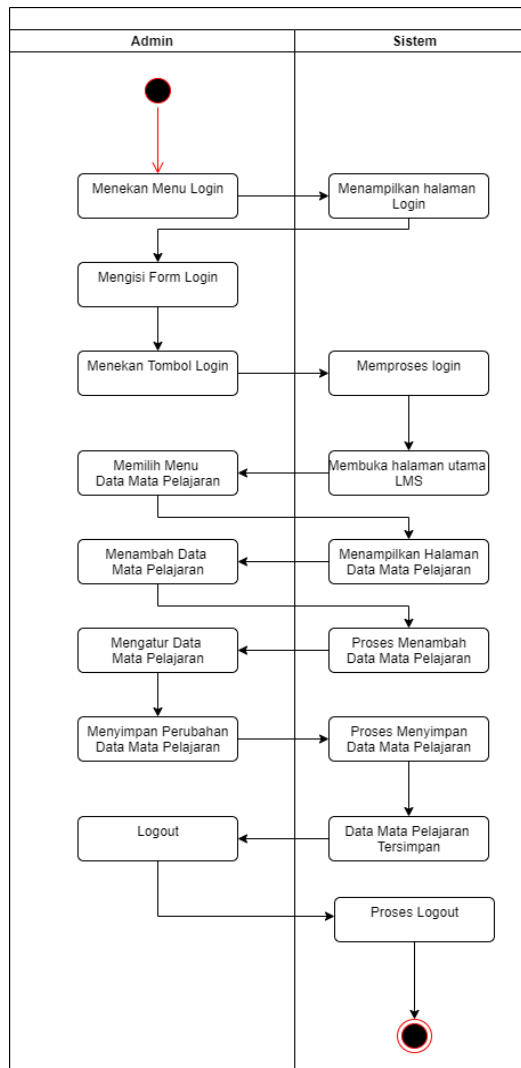 Admin
Sistem
Menekan Menu Login
Menampilkan halaman
Login
Mengisi Form Login
Menekan Tombol Login
Memproses login
Memilih Menu
Data Mata Pelajaran
Membuka halaman utama
LMS
Menambah Data
Mata Pelajaran
Menampilkan Halaman
Data Mata Pelajaran
Mengatur Data
Mata Pelajaran
Proses Menambah
Data Mata Pelajaran
Menyimpan Perubahan
Data Mata Pelajaran
Proses Menyimpan
Data Mata Pelajaran
Logout
Data Mata Pelajaran
Tersimpan
Proses Logout